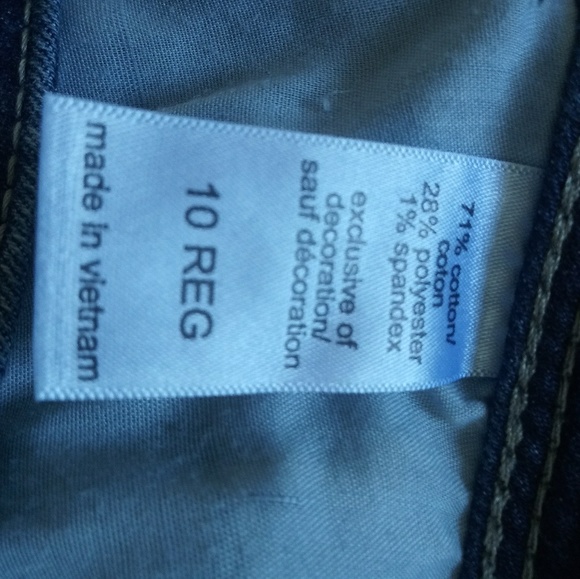 71% cotton/
coton
28% polyester
1% spandex
exclusive of
decoration/
sauf décoration
10 REG
made in vietnam